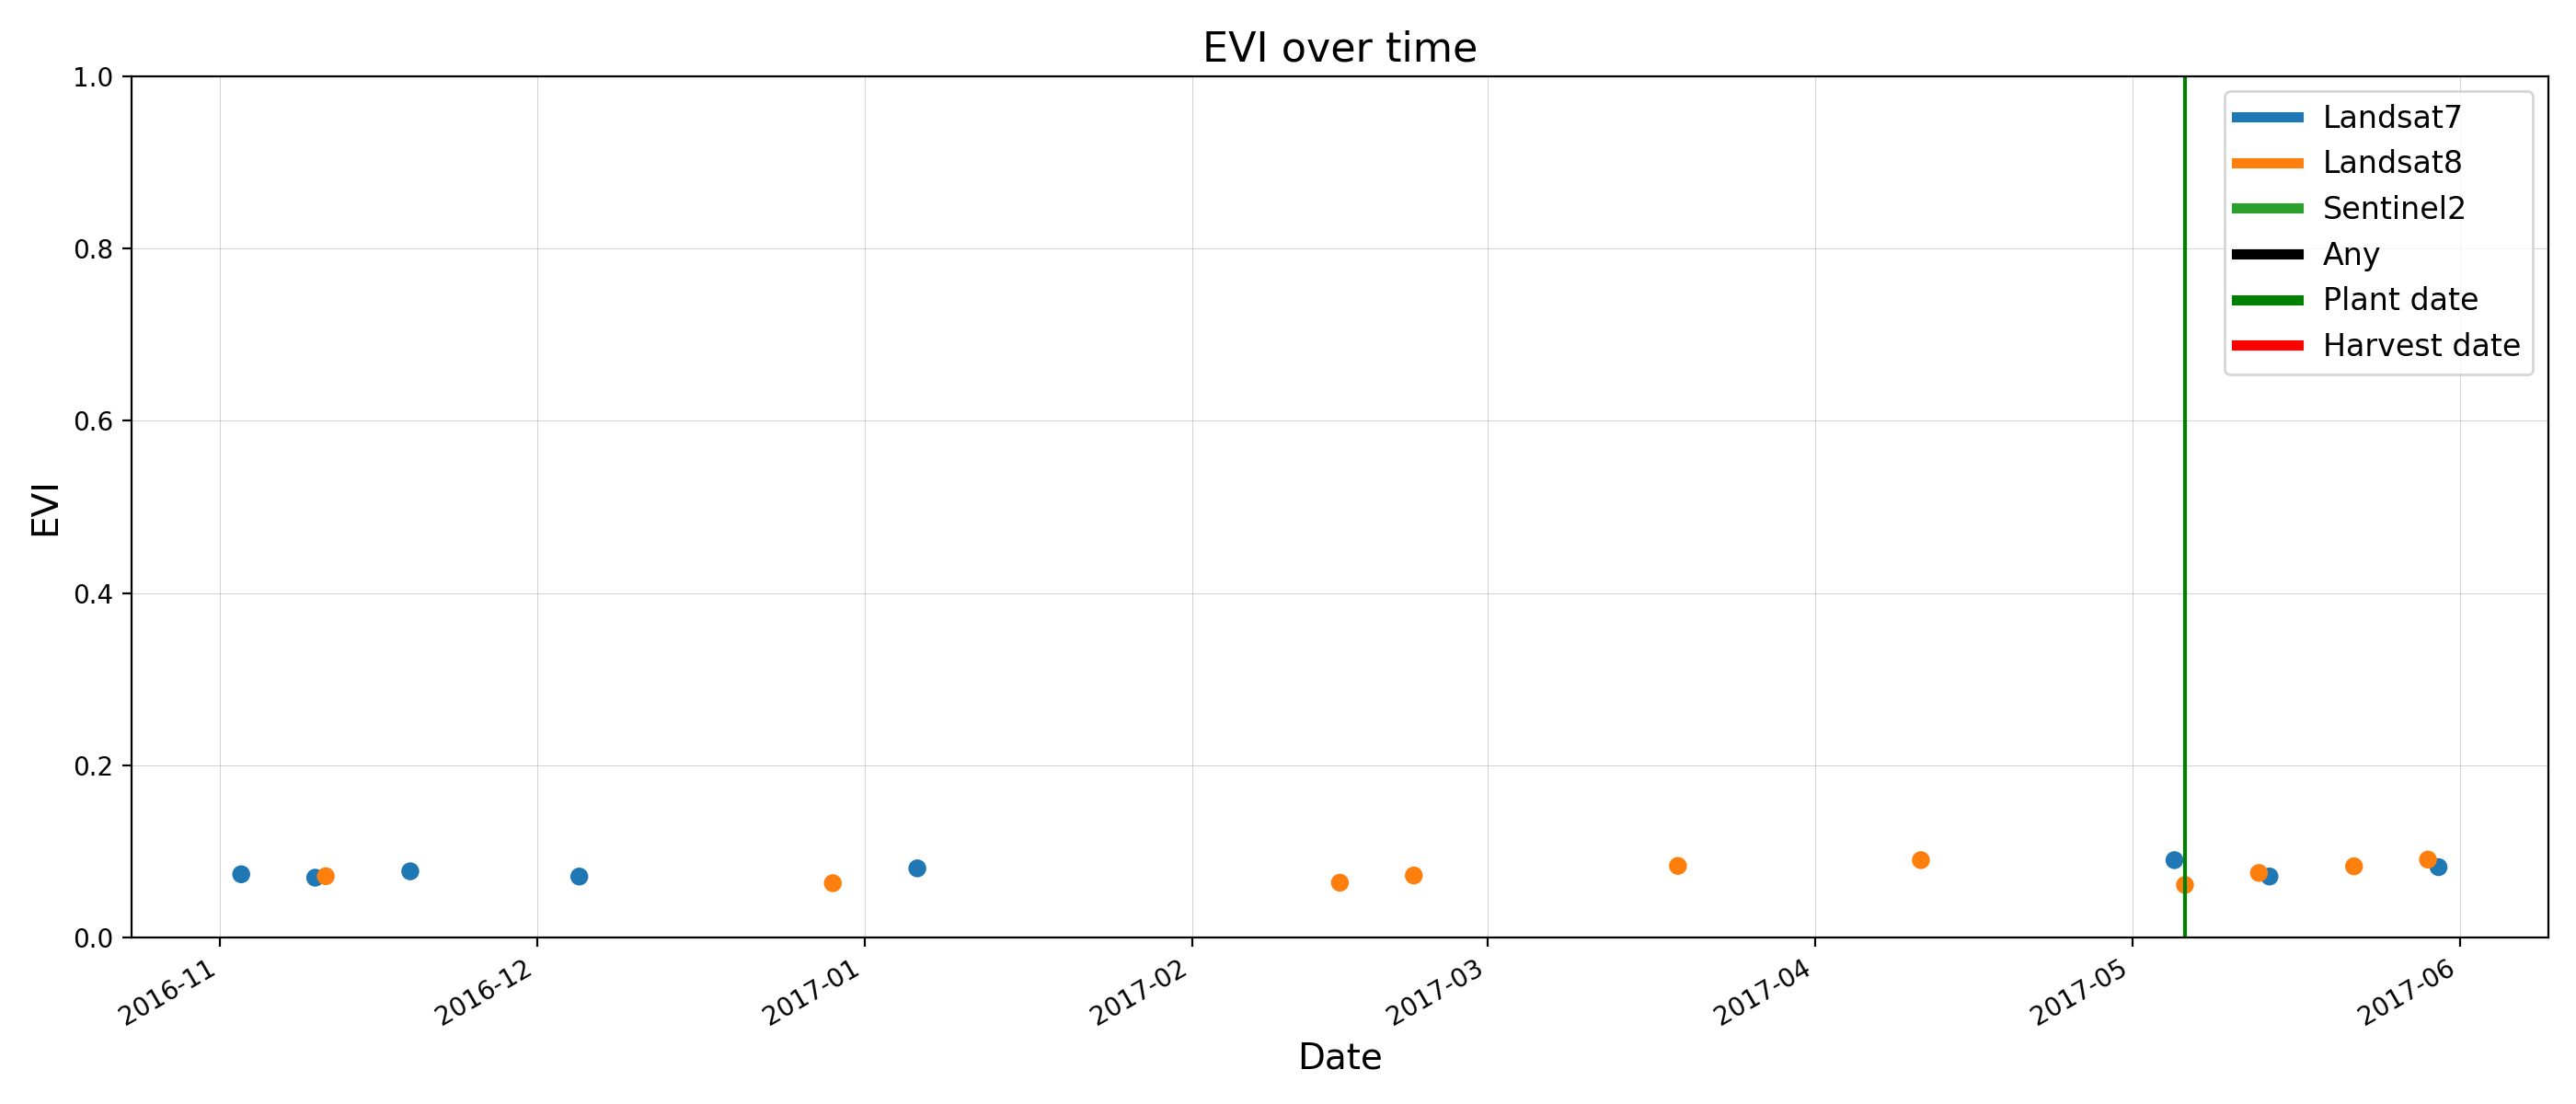 EVI over time
1.0
0.8
0.6
0.4
0.2
0.0
EVI
Landsat7
Landsat8
Sentinel2
Any
Plant date
Harvest date
2016-11
2016-12
2017-01
2017-02
2017-03
2017-04
2017-05
2017-06
Date